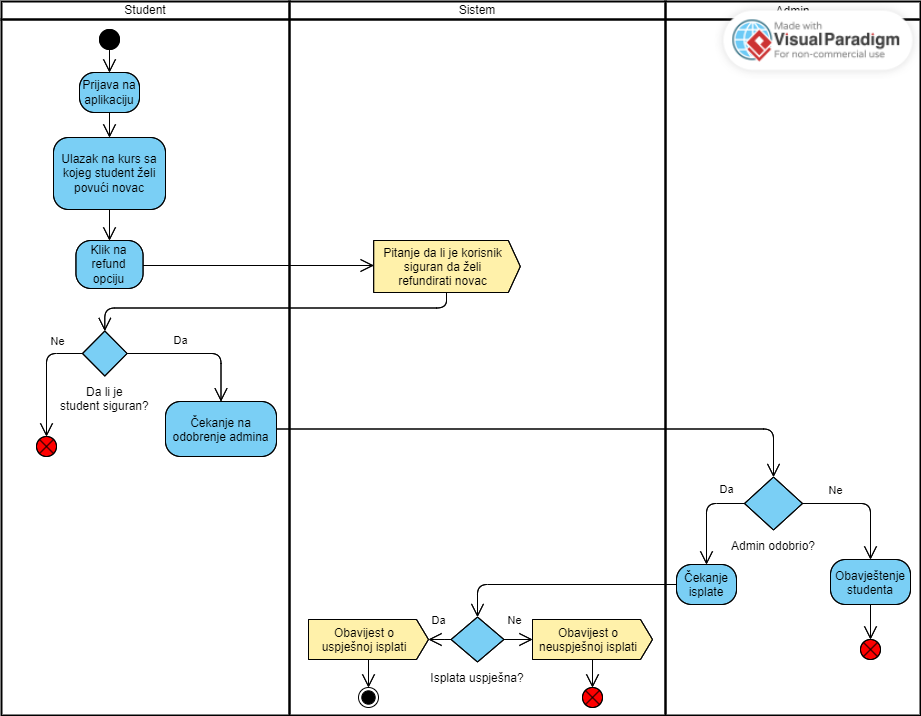 Student
Sistem
Admin
Made with
VisualParadigm
For non-commercial use
Prijava na
aplikaciju
Ulazak na kurs sa
kojeg student želi
povući novac
Klik na
refund
opciju
Pitanje da li je korisnik
siguran da želi
refundirati novac
Ne
Da
Da li je
student siguran?
Čekanje na
odobrenje admina
Da
Ne
Admin odobrio?
Čekanje
isplate
Obavještenje
studenta
Da
Ne
Obavijest o
uspješnoj isplati
Obavijest o
neuspješnoj isplati
Isplata uspješna?